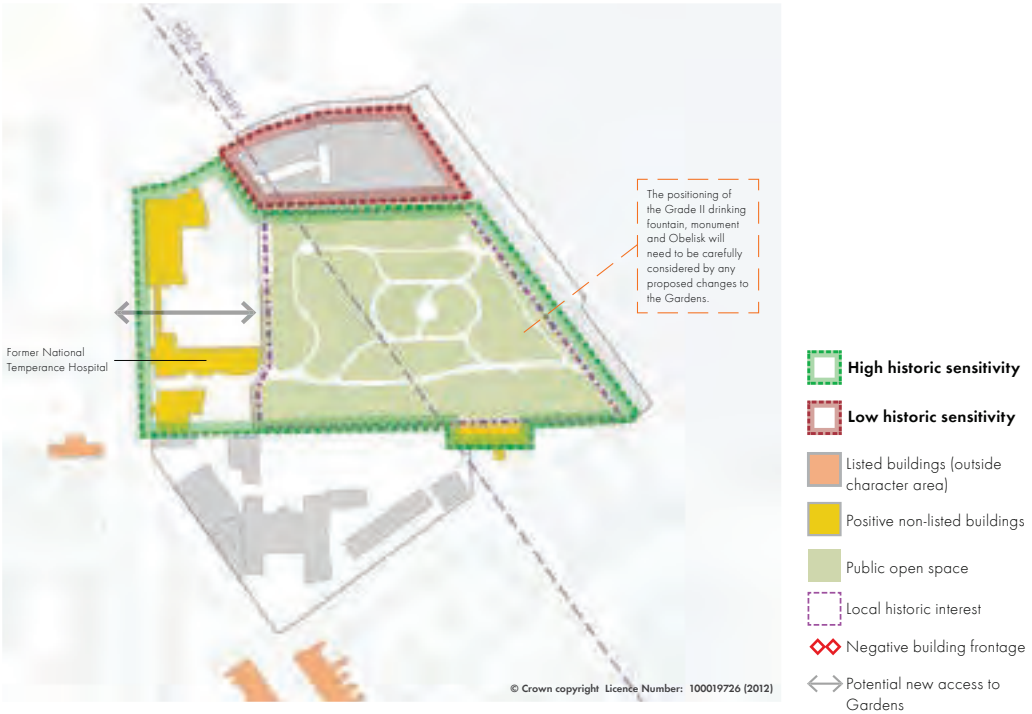 HS2 boundary
The positioning of
the Grade II drinking
fountain, monument
and Obelisk will
need to be carefully
considered by any
proposed changes to
the Gardens.
Former National
Temperance Hospital
High historic sensitivity
Low historic sensitivity
Listed buildings (outside
character area)
Positive non-listed buildings
Public open space
Local historic interest
Negative building frontage
Potential new access to
Gardens
© Crown copyright Licence Number: 100019726 (2012)